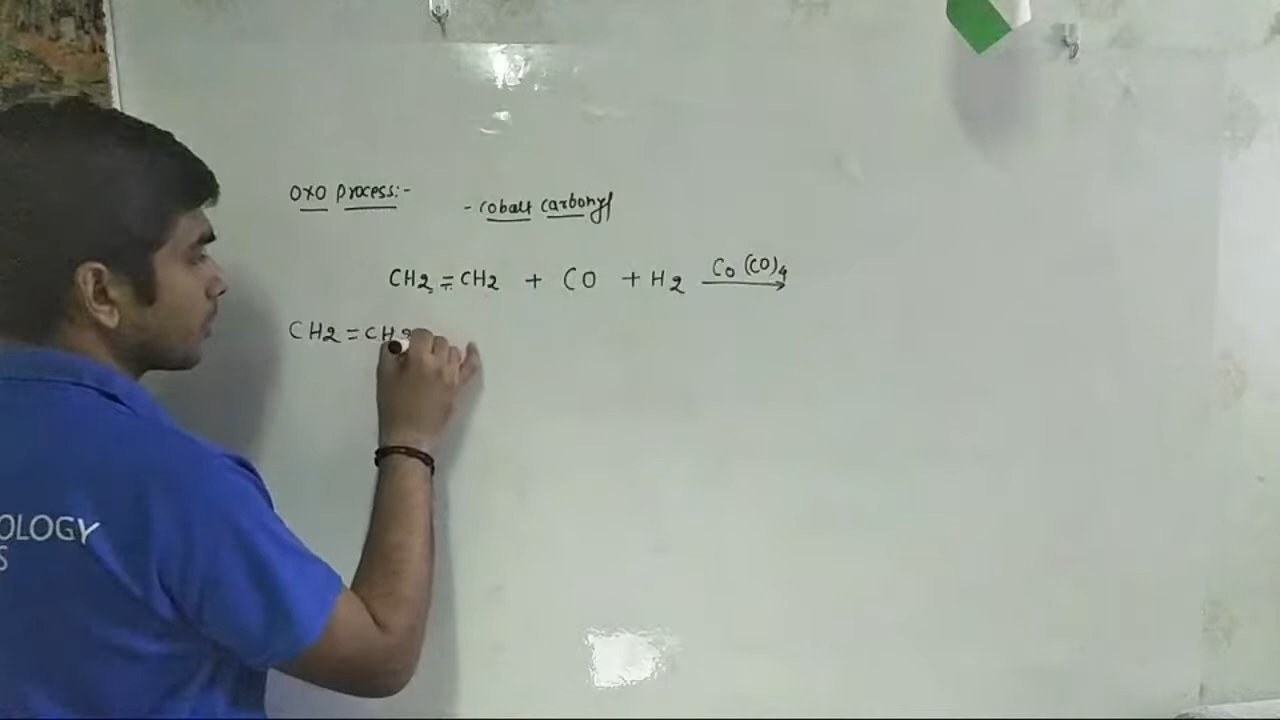 OXO Process:-
- Cobalt Carbonyl
CH2 = CH2 + CO + H2 Co(CO)4 →
CH2 = CH2
OLOGY
S